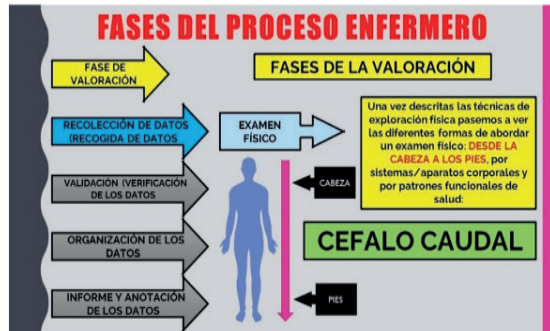 FASES DEL PROCESO ENFERMERO
FASE DE
VALORACIÓN
FASES DE LA VALORACIÓN
RECOLECCIÓN DE DATOS
(RECOGIDA DE DATOS
EXAMEN
FÍSICO
Una vez descritas las técnicas de
exploración física pasemos a ver
las diferentes formas de abordar
un examen físico: DESDE LA
CABEZA A LOS PIES, por
sistemas/aparatos corporales y
por patrones funcionales de
salud:
VALIDACIÓN (VERIFICACIÓN
DE LOS DATOS
CABEZA
ORGANIZACIÓN DE LOS
DATOS
CEFALO CAUDAL
INFORME Y ANOTACIÓN
DE LOS DATOS
PIES